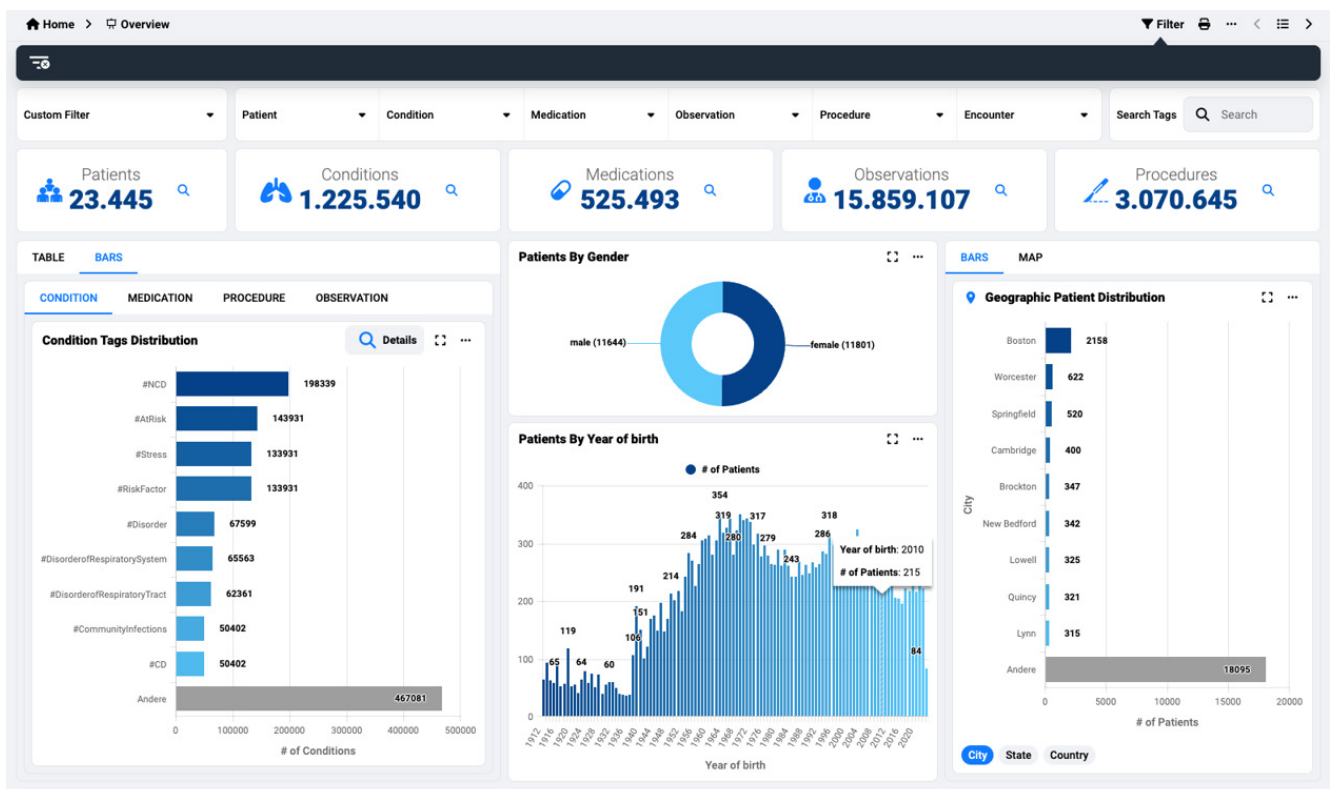 Home > Overview
Filter
Custom Filter
Patient
Condition
Medication
Observation
Procedure
Encounter
Search Tags
Search
Patients
23.445
Conditions
1.225.540
Medications
525.493
Observations
15.859.107
Procedures
3.070.645
TABLE BARS
CONDITION MEDICATION PROCEDURE OBSERVATION
Condition Tags Distribution
Details
#NCD 198339
#AtRisk 143931
#Stress 133931
#RiskFactor 133931
#Disorder 67599
#DisorderofRespiratorySystem 65563
#DisorderofRespiratoryTract 62361
#CommunityInfections 50402
#CD 50402
Andere 467081
0 100000 200000 300000 400000 500000
# of Conditions
Patients By Gender
male (11644)
female (11801)
Patients By Year of birth
# of Patients
400
300
200
100
0
65
119
64
60
106
191
151
214
284
354
319
280
317
279
243
286
318
84
Year of birth: 2010
# of Patients: 215
1912 1916 1920 1924 1928 1932 1936 1940 1944 1948 1952 1956 1960 1964 1968 1972 1976 1980 1984 1988 1992 1996 2000 2004 2008 2012 2016 2020
Year of birth
BARS MAP
Geographic Patient Distribution
City
Boston 2158
Worcester 622
Springfield 520
Cambridge 400
Brockton 347
New Bedford 342
Lowell 325
Quincy 321
Lynn 315
Andere 18095
0 5000 10000 15000 20000
# of Patients
City State Country